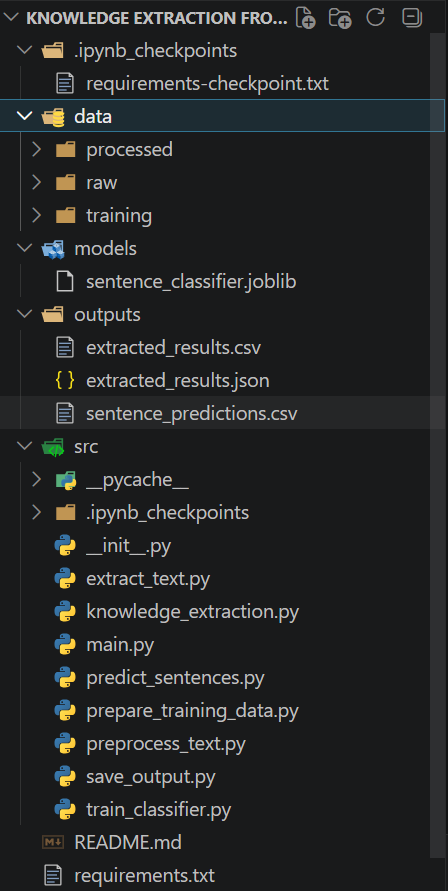 KNOWLEDGE EXTRACTION FRO...
.ipynb_checkpoints
requirements-checkpoint.txt
data
processed
raw
training
models
sentence_classifier.joblib
outputs
extracted_results.csv
extracted_results.json
sentence_predictions.csv
src
__pycache__
.ipynb_checkpoints
__init__.py
extract_text.py
knowledge_extraction.py
main.py
predict_sentences.py
prepare_training_data.py
preprocess_text.py
save_output.py
train_classifier.py
README.md
requirements.txt